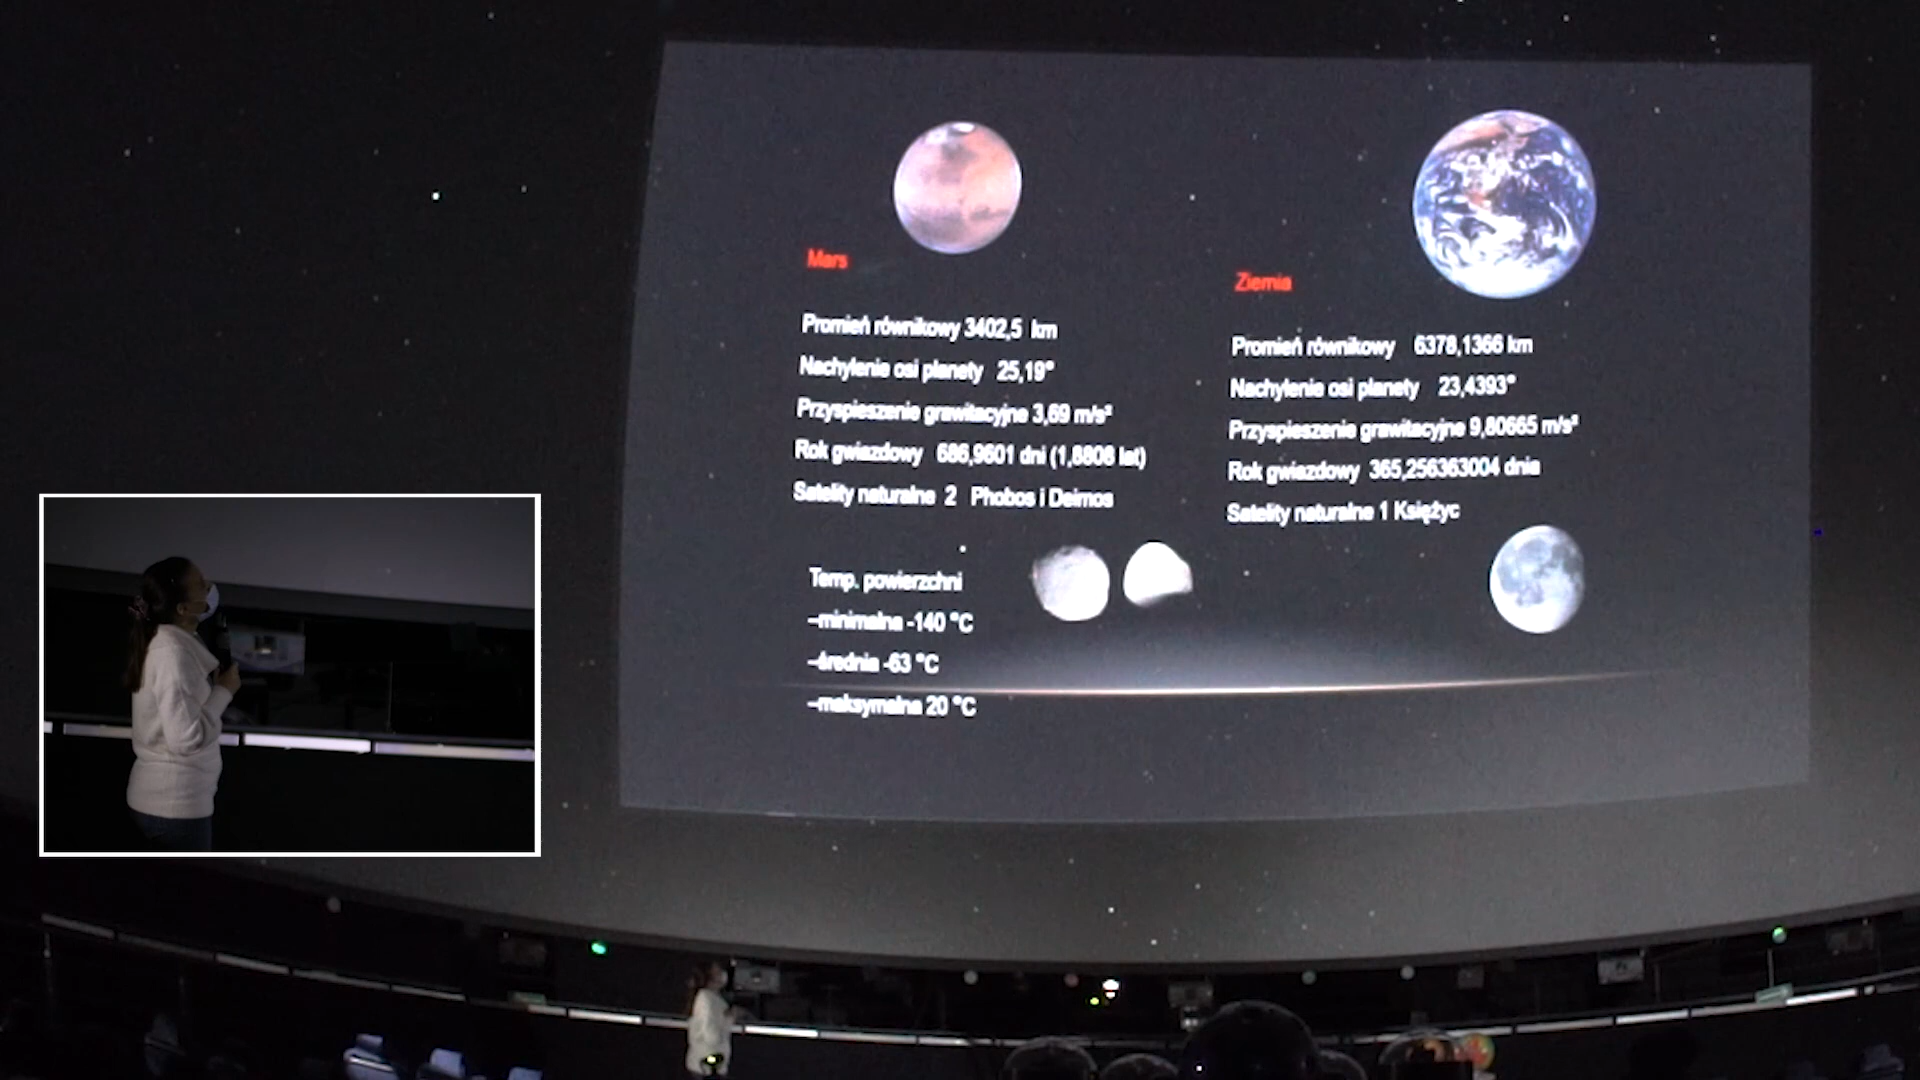 Mars
Promień równikowy 3402,5 km
Nachylenie osi planety 25,19°
Przyspieszenie grawitacyjne 3,69 m/s²
Rok gwiazdowy 686,9601 dni (1,8808 lat)
Satelity naturalne 2 Phobos i Deimos
Temp. powierzchni
–minimalna -140 °C
–średnia -63 °C
–maksymalna 20 °C
Ziemia
Promień równikowy 6378,1366 km
Nachylenie osi planety 23,4393°
Przyspieszenie grawitacyjne 9,80665 m/s²
Rok gwiazdowy 365,256363004 dnia
Satelity naturalne 1 Księżyc